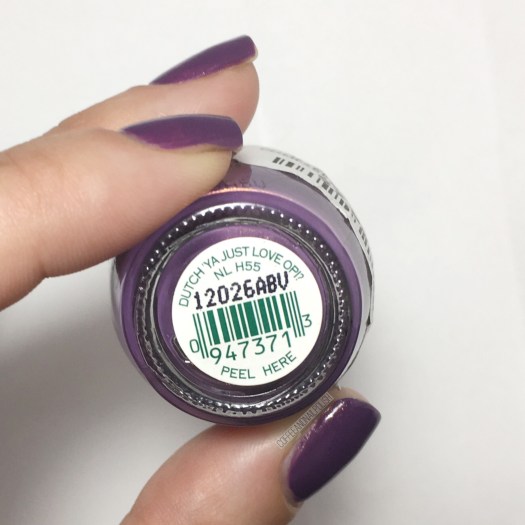 DUTCH 'YA JUST LOVE OPI?
NL H55
12026ABV
0 947371 3
PEEL HERE